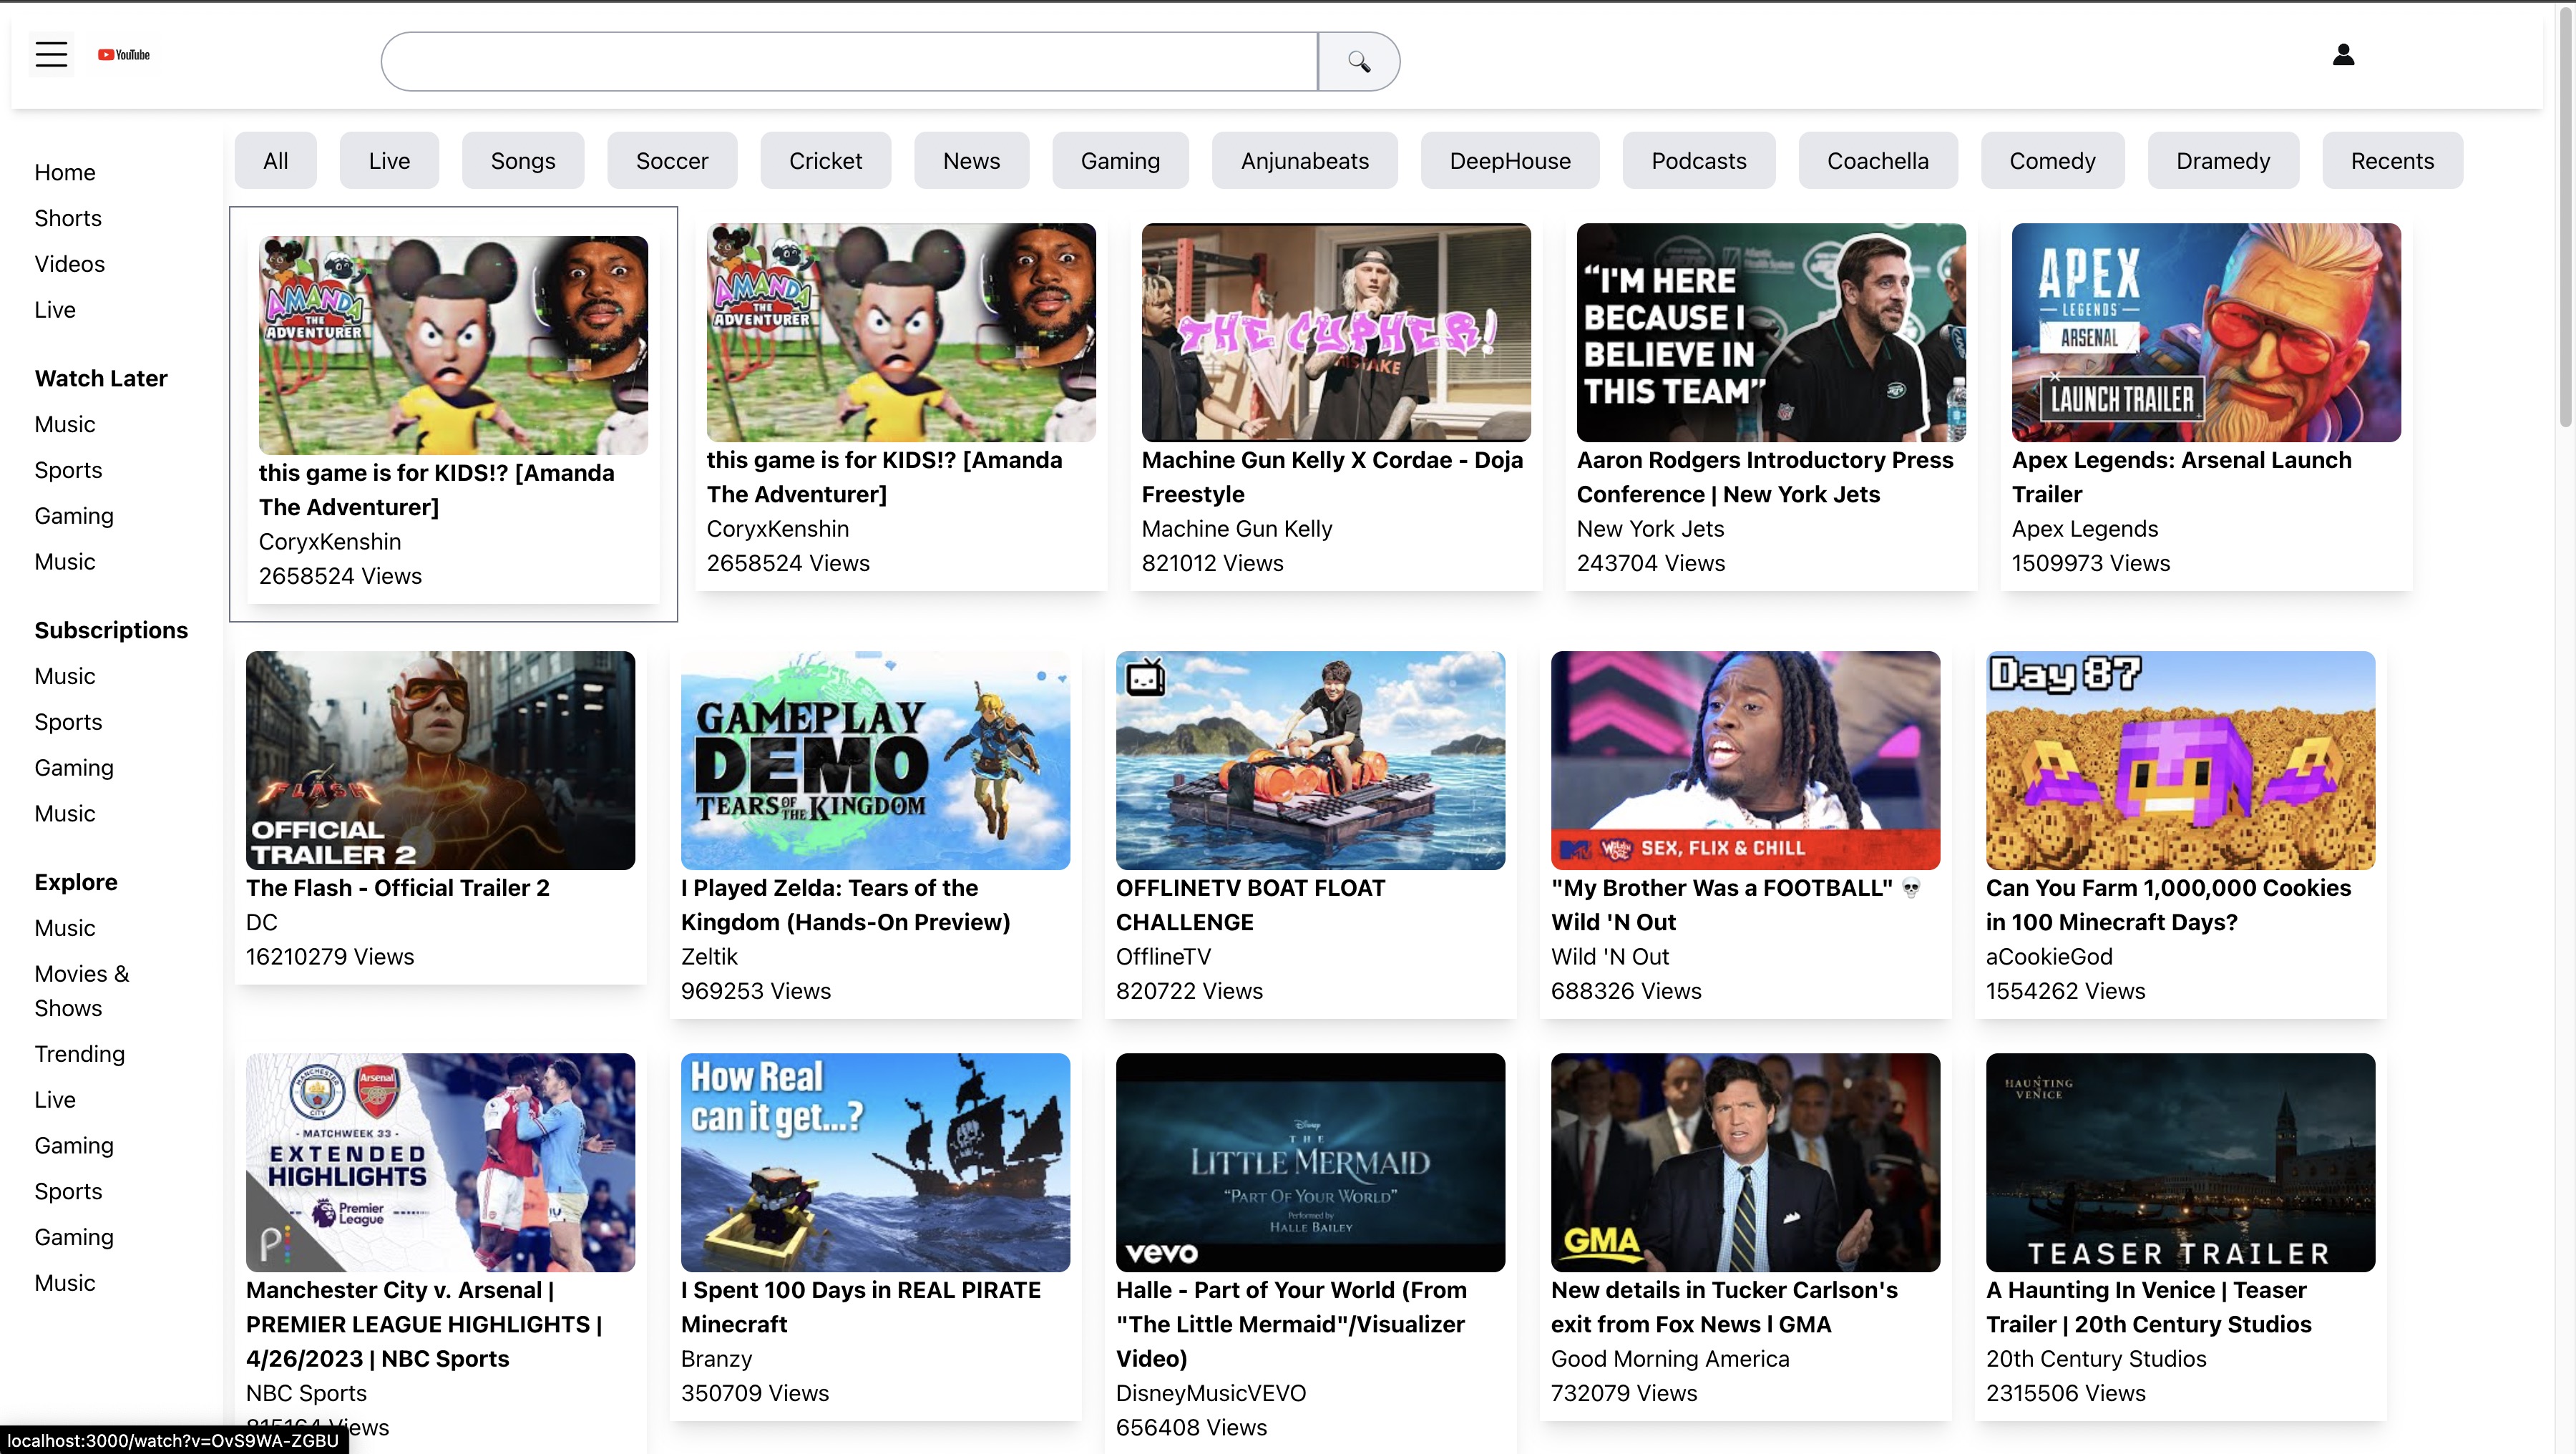 YouTube
All Live Songs Soccer Cricket News Gaming Anjunabeats DeepHouse Podcasts Coachella Comedy Dramedy Recents
Home
Shorts
Videos
Live
Watch Later
Music
Sports
Gaming
Music
Subscriptions
Music
Sports
Gaming
Music
Explore
Music
Movies &
Shows
Trending
Live
Gaming
Sports
Gaming
Music
AMANDA
THE
ADVENTURER
this game is for KIDS!? [Amanda
The Adventurer]
CoryxKenshin
2658524 Views
AMANDA
THE
ADVENTURER
this game is for KIDS!? [Amanda
The Adventurer]
CoryxKenshin
2658524 Views
THE CYPHER!
Machine Gun Kelly X Cordae - Doja
Freestyle
Machine Gun Kelly
821012 Views
“I'M HERE
BECAUSE I
BELIEVE IN
THIS TEAM”
Aaron Rodgers Introductory Press
Conference | New York Jets
New York Jets
243704 Views
APEX
LEGENDS
ARSENAL
LAUNCH TRAILER
Apex Legends: Arsenal Launch
Trailer
Apex Legends
1509973 Views
FLASH
OFFICIAL
TRAILER 2
The Flash - Official Trailer 2
DC
16210279 Views
GAMEPLAY
DEMO
TEARS OF THE KINGDOM
I Played Zelda: Tears of the
Kingdom (Hands-On Preview)
Zeltik
969253 Views
OFFLINETV BOAT FLOAT
CHALLENGE
OfflineTV
820722 Views
SEX, FLIX & CHILL
"My Brother Was a FOOTBALL" 💀
Wild 'N Out
Wild 'N Out
688326 Views
Day 87
Can You Farm 1,000,000 Cookies
in 100 Minecraft Days?
aCookieGod
1554262 Views
MANCHESTER
CITY
Arsenal
- MATCHWEEK 33 -
EXTENDED
HIGHLIGHTS
Premier
League
Manchester City v. Arsenal |
PREMIER LEAGUE HIGHLIGHTS |
4/26/2023 | NBC Sports
NBC Sports
815164 Views
How Real
can it get...?
I Spent 100 Days in REAL PIRATE
Minecraft
Branzy
350709 Views
Disney
THE
LITTLE MERMAID
“PART OF YOUR WORLD”
Performed by
HALLE BAILEY
vevo
Halle - Part of Your World (From
"The Little Mermaid"/Visualizer
Video)
DisneyMusicVEVO
656408 Views
GMA
New details in Tucker Carlson's
exit from Fox News l GMA
Good Morning America
732079 Views
HAUNTING
VENICE
TEASER TRAILER
A Haunting In Venice | Teaser
Trailer | 20th Century Studios
20th Century Studios
2315506 Views
localhost:3000/watch?v=OvS9WA-ZGBU